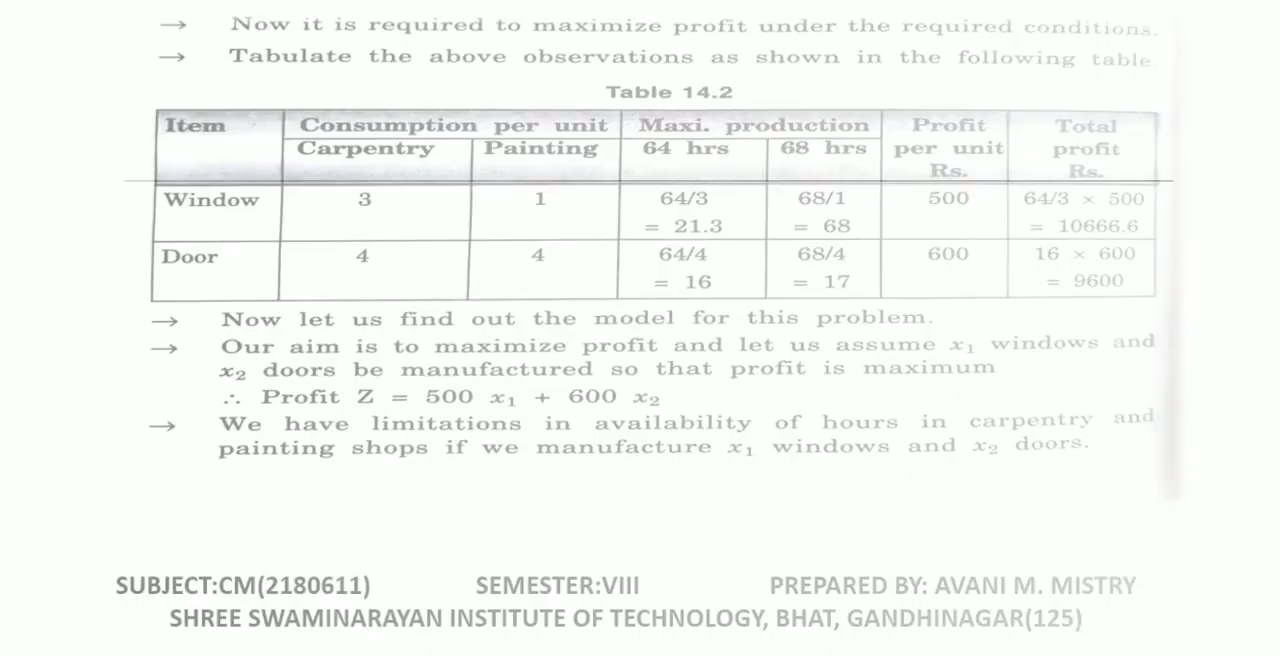 → Now it is required to maximize profit under the required conditions.
→ Tabulate the above observations as shown in the following table
Table 14.2
Item Consumption per unit Maxi. production Profit Total
Carpentry Painting 64 hrs 68 hrs per unit profit
Rs. Rs.
Window 3 1 64/3 68/1 500 64/3 × 500
= 21.3 = 68 = 10666.6
Door 4 4 64/4 68/4 600 16 × 600
= 16 = 17 = 9600
→ Now let us find out the model for this problem.
→ Our aim is to maximize profit and let us assume x₁ windows and
x₂ doors be manufactured so that profit is maximum
∴ Profit Z = 500 x₁ + 600 x₂
→ We have limitations in availability of hours in carpentry and
painting shops if we manufacture x₁ windows and x₂ doors.
SUBJECT:CM(2180611) SEMESTER:VIII PREPARED BY: AVANI M. MISTRY
SHREE SWAMINARAYAN INSTITUTE OF TECHNOLOGY, BHAT, GANDHINAGAR(125)